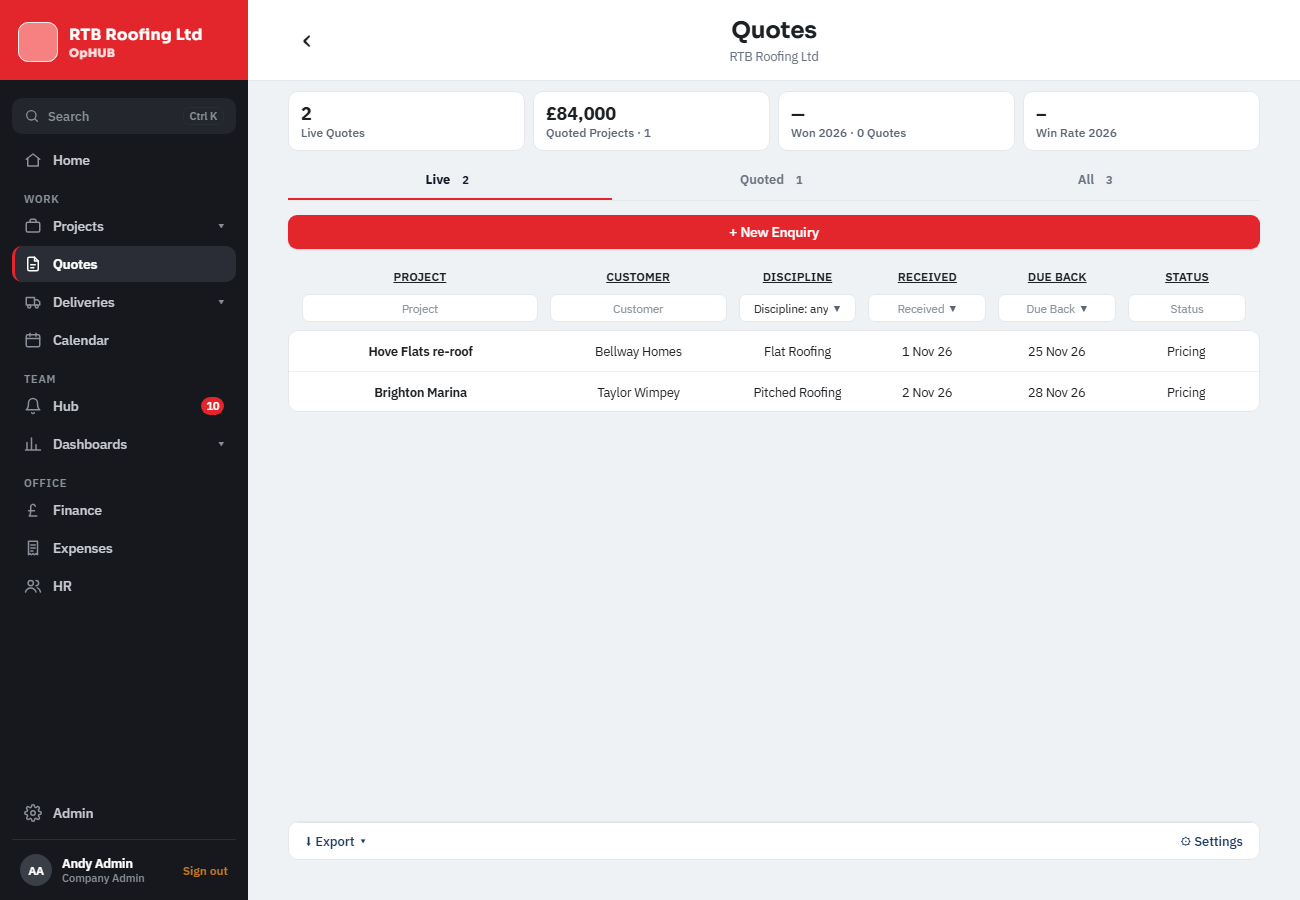 RTB Roofing Ltd
OpHUB
Search Ctrl K
Home
WORK
Projects
Quotes
Deliveries
Calendar
TEAM
Hub 10
Dashboards
OFFICE
Finance
Expenses
HR
Admin
AA Andy Admin
Company Admin
Sign out
Quotes
RTB Roofing Ltd
2
Live Quotes
£84,000
Quoted Projects · 1
—
Won 2026 · 0 Quotes
–
Win Rate 2026
Live 2 Quoted 1 All 3
+ New Enquiry
PROJECT CUSTOMER DISCIPLINE RECEIVED DUE BACK STATUS
Project Customer Discipline: any ▼ Received ▼ Due Back ▼ Status
Hove Flats re-roof Bellway Homes Flat Roofing 1 Nov 26 25 Nov 26 Pricing
Brighton Marina Taylor Wimpey Pitched Roofing 2 Nov 26 28 Nov 26 Pricing
Export Settings